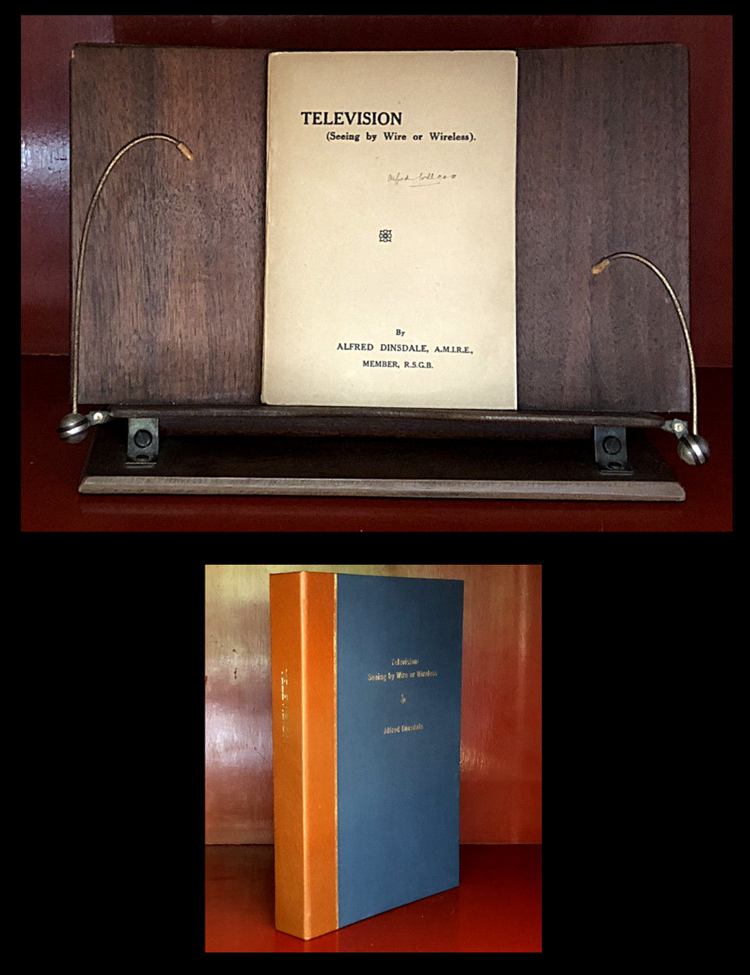 TELEVISION
(Seeing by Wire or Wireless).
Alfred
By
ALFRED DINSDALE, A.M.I.R.E.,
MEMBER, R.S.G.B.
TELEVISION
Television
Seeing by Wire or Wireless
Alfred Dinsdale